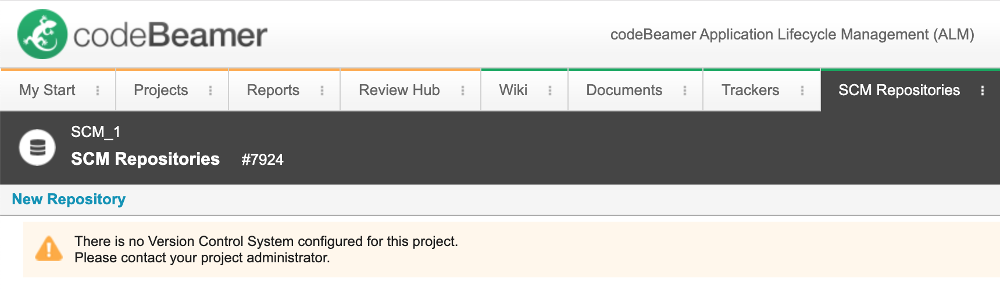 codeBeamer
codeBeamer Application Lifecycle Management (ALM)
My Start Projects Reports Review Hub Wiki Documents Trackers SCM Repositories
SCM_1
SCM Repositories #7924
New Repository
There is no Version Control System configured for this project.
Please contact your project administrator.